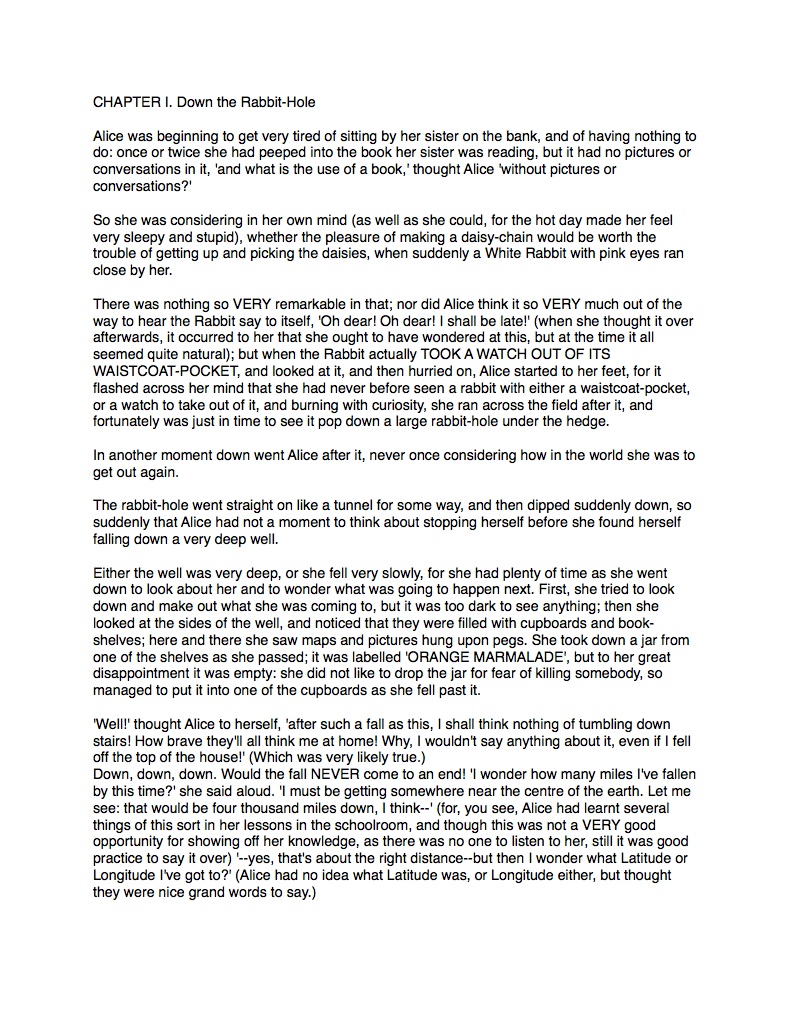 CHAPTER I. Down the Rabbit-Hole
Alice was beginning to get very tired of sitting by her sister on the bank, and of having nothing to
do: once or twice she had peeped into the book her sister was reading, but it had no pictures or
conversations in it, 'and what is the use of a book,' thought Alice 'without pictures or
conversations?'
So she was considering in her own mind (as well as she could, for the hot day made her feel
very sleepy and stupid), whether the pleasure of making a daisy-chain would be worth the
trouble of getting up and picking the daisies, when suddenly a White Rabbit with pink eyes ran
close by her.
There was nothing so VERY remarkable in that; nor did Alice think it so VERY much out of the
way to hear the Rabbit say to itself, 'Oh dear! Oh dear! I shall be late!' (when she thought it over
afterwards, it occurred to her that she ought to have wondered at this, but at the time it all
seemed quite natural); but when the Rabbit actually TOOK A WATCH OUT OF ITS
WAISTCOAT-POCKET, and looked at it, and then hurried on, Alice started to her feet, for it
flashed across her mind that she had never before seen a rabbit with either a waistcoat-pocket,
or a watch to take out of it, and burning with curiosity, she ran across the field after it, and
fortunately was just in time to see it pop down a large rabbit-hole under the hedge.
In another moment down went Alice after it, never once considering how in the world she was to
get out again.
The rabbit-hole went straight on like a tunnel for some way, and then dipped suddenly down, so
suddenly that Alice had not a moment to think about stopping herself before she found herself
falling down a very deep well.
Either the well was very deep, or she fell very slowly, for she had plenty of time as she went
down to look about her and to wonder what was going to happen next. First, she tried to look
down and make out what she was coming to, but it was too dark to see anything; then she
looked at the sides of the well, and noticed that they were filled with cupboards and book-
shelves; here and there she saw maps and pictures hung upon pegs. She took down a jar from
one of the shelves as she passed; it was labelled 'ORANGE MARMALADE', but to her great
disappointment it was empty: she did not like to drop the jar for fear of killing somebody, so
managed to put it into one of the cupboards as she fell past it.
'Well!' thought Alice to herself, 'after such a fall as this, I shall think nothing of tumbling down
stairs! How brave they'll all think me at home! Why, I wouldn't say anything about it, even if I fell
off the top of the house!' (Which was very likely true.)
Down, down, down. Would the fall NEVER come to an end! 'I wonder how many miles I've fallen
by this time?' she said aloud. 'I must be getting somewhere near the centre of the earth. Let me
see: that would be four thousand miles down, I think--' (for, you see, Alice had learnt several
things of this sort in her lessons in the schoolroom, and though this was not a VERY good
opportunity for showing off her knowledge, as there was no one to listen to her, still it was good
practice to say it over) '--yes, that's about the right distance--but then I wonder what Latitude or
Longitude I've got to?' (Alice had no idea what Latitude was, or Longitude either, but thought
they were nice grand words to say.)